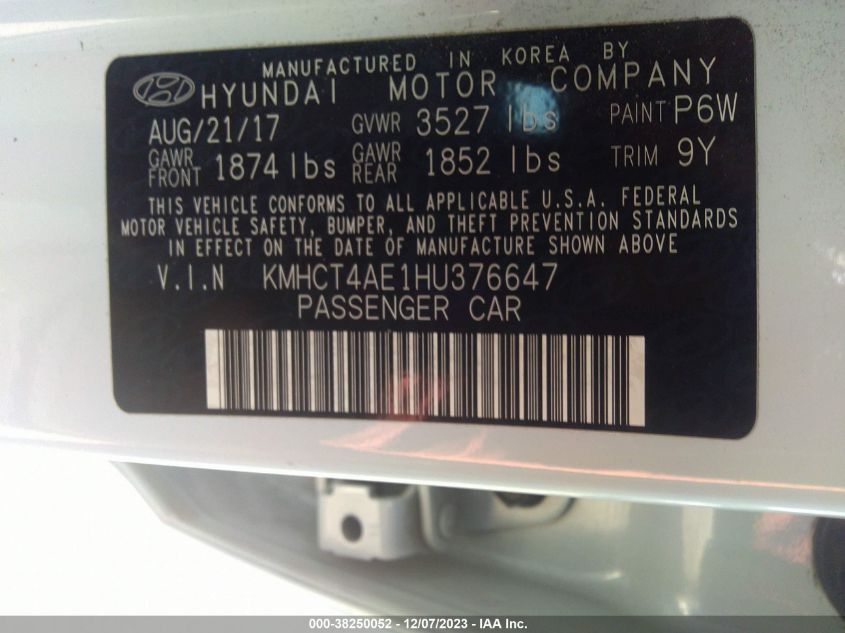 MANUFACTURED IN KOREA BY
HYUNDAI MOTOR COMPANY
AUG/21/17 GVWR 3527 lbs PAINT P6W
GAWR FRONT 1874 lbs GAWR REAR 1852 lbs TRIM 9Y
THIS VEHICLE CONFORMS TO ALL APPLICABLE U.S.A. FEDERAL
MOTOR VEHICLE SAFETY, BUMPER, AND THEFT PREVENTION STANDARDS
IN EFFECT ON THE DATE OF MANUFACTURE SHOWN ABOVE
V.I.N KMHCT4AE1HU376647
PASSENGER CAR
000-38250052 - 12/07/2023 - IAAI.com